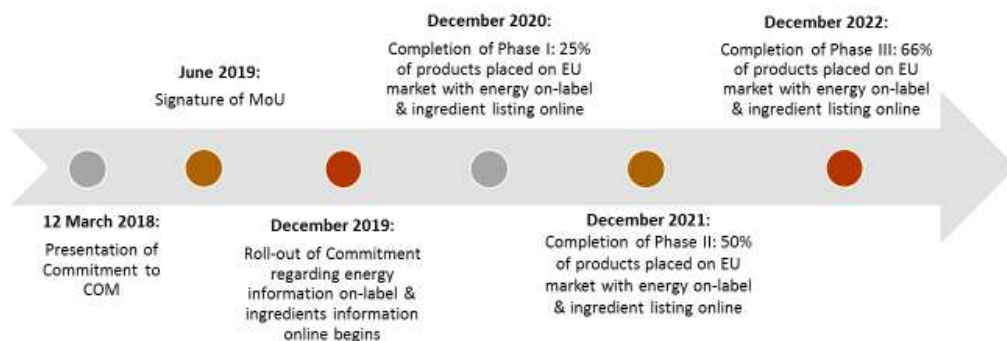 12 March 2018:
Presentation of
Commitment to
COM
June 2019:
Signature of MoU
December 2019:
Roll-out of Commitment
regarding energy
information on-label &
ingredients information
online begins
December 2020:
Completion of Phase I: 25%
of products placed on EU
market with energy on-label
& ingredient listing online
December 2021:
Completion of Phase II: 50%
of products placed on EU
market with energy on-label
& ingredient listing online
December 2022:
Completion of Phase III: 66%
of products placed on EU
market with energy on-label
& ingredient listing online